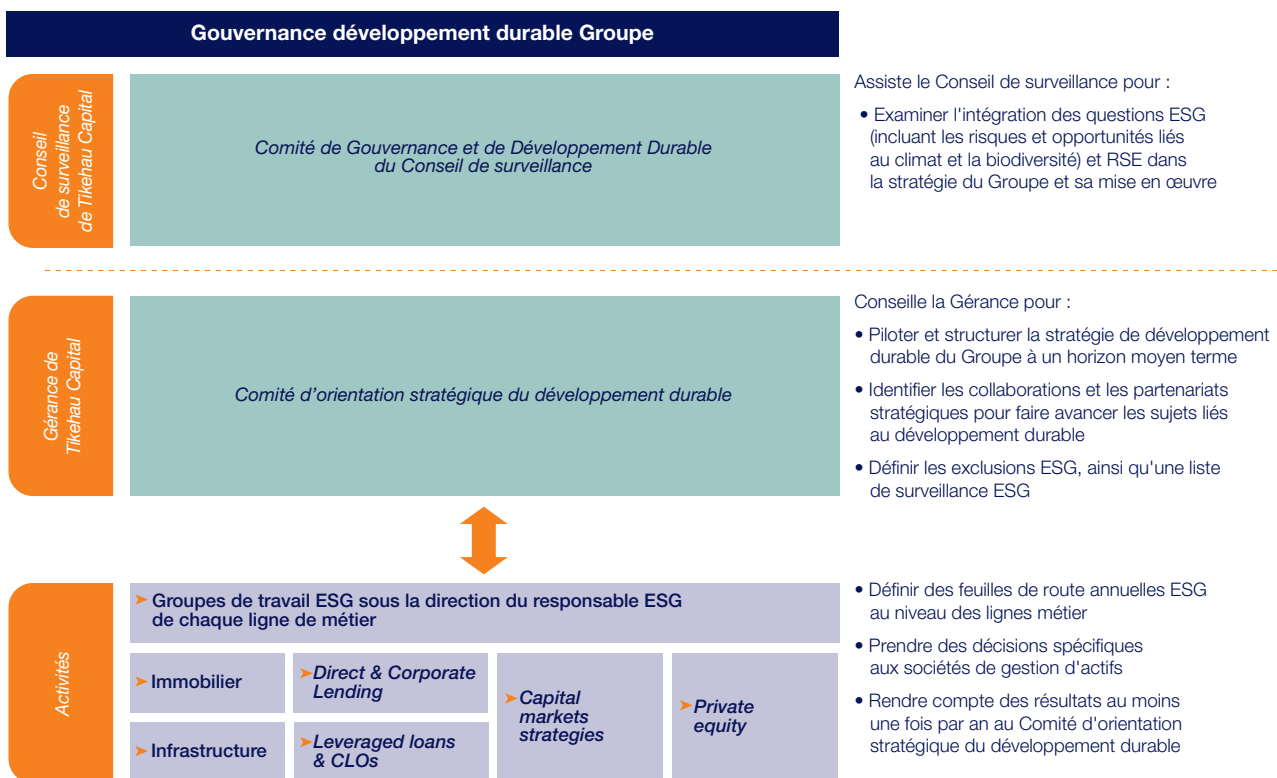 Gouvernance développement durable Groupe
Conseil
de surveillance
de Tikehau Capital
Comité de Gouvernance et de Développement Durable
du Conseil de surveillance
Assiste le Conseil de surveillance pour :
• Examiner l'intégration des questions ESG
(incluant les risques et opportunités liés
au climat et la biodiversité) et RSE dans
la stratégie du Groupe et sa mise en œuvre
Gérance de
Tikehau Capital
Comité d'orientation stratégique du développement durable
Conseille la Gérance pour :
• Piloter et structurer la stratégie de développement
durable du Groupe à un horizon moyen terme
• Identifier les collaborations et les partenariats
stratégiques pour faire avancer les sujets liés
au développement durable
• Définir les exclusions ESG, ainsi qu'une liste
de surveillance ESG
Activités
➤ Groupes de travail ESG sous la direction du responsable ESG
de chaque ligne de métier
➤ Immobilier
➤ Direct & Corporate
Lending
➤ Capital
markets
strategies
➤ Private
equity
➤ Infrastructure
➤ Leveraged loans
& CLOs
• Définir des feuilles de route annuelles ESG
au niveau des lignes métier
• Prendre des décisions spécifiques
aux sociétés de gestion d'actifs
• Rendre compte des résultats au moins
une fois par an au Comité d'orientation
stratégique du développement durable